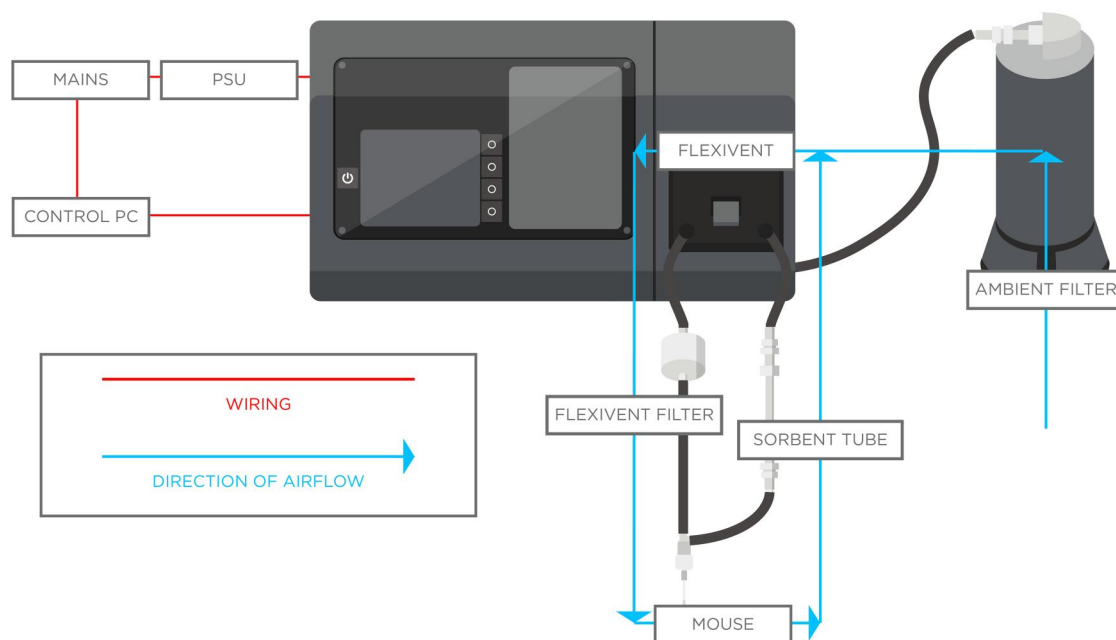 MAINS
PSU
FLEXIVENT
CONTROL PC
AMBIENT FILTER
WIRING
FLEXIVENT FILTER
SORBENT TUBE
DIRECTION OF AIRFLOW
MOUSE